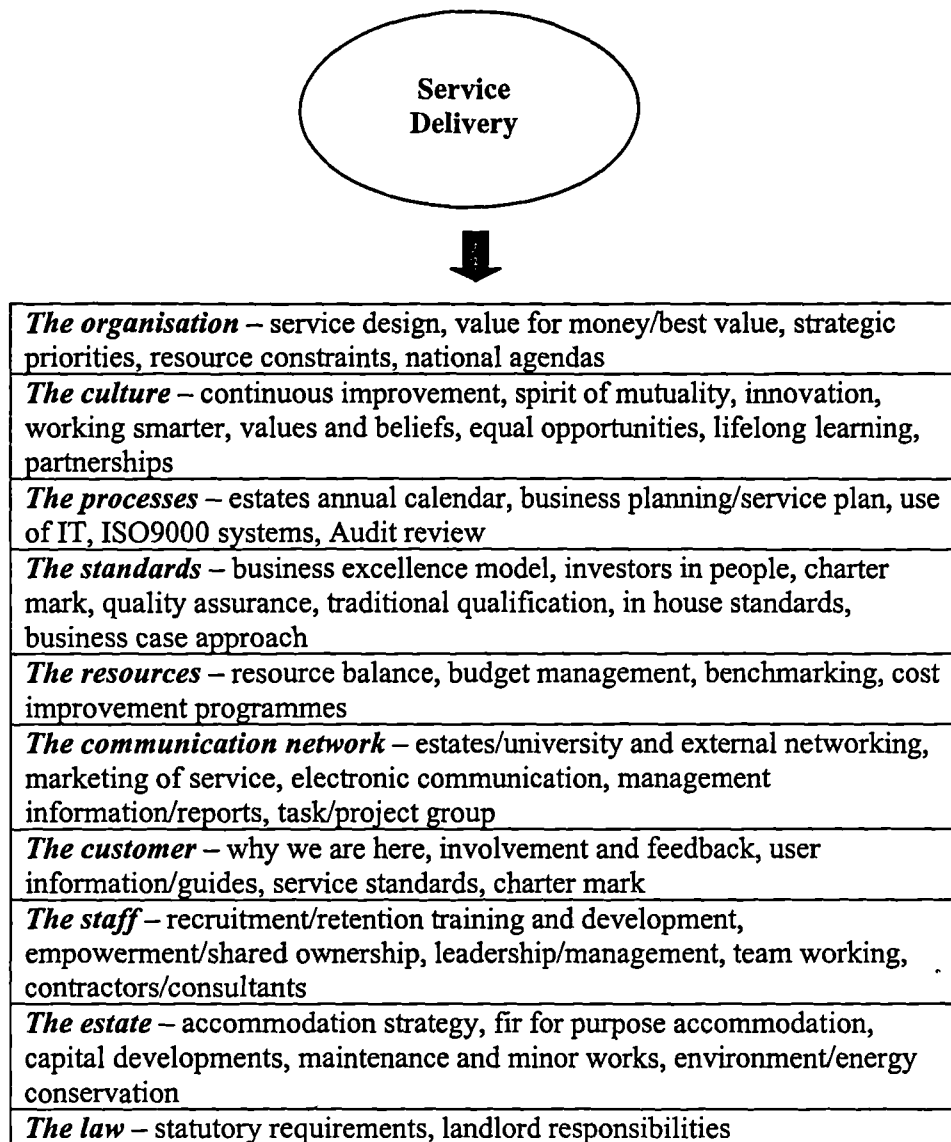 Service
Delivery
The organisation – service design, value for money/best value, strategic
priorities, resource constraints, national agendas
The culture – continuous improvement, spirit of mutuality, innovation,
working smarter, values and beliefs, equal opportunities, lifelong learning,
partnerships
The processes – estates annual calendar, business planning/service plan, use
of IT, ISO9000 systems, Audit review
The standards – business excellence model, investors in people, charter
mark, quality assurance, traditional qualification, in house standards,
business case approach
The resources – resource balance, budget management, benchmarking, cost
improvement programmes
The communication network – estates/university and external networking,
marketing of service, electronic communication, management
information/reports, task/project group
The customer – why we are here, involvement and feedback, user
information/guides, service standards, charter mark
The staff – recruitment/retention training and development,
empowerment/shared ownership, leadership/management, team working,
contractors/consultants
The estate – accommodation strategy, fir for purpose accommodation,
capital developments, maintenance and minor works, environment/energy
conservation
The law – statutory requirements, landlord responsibilities